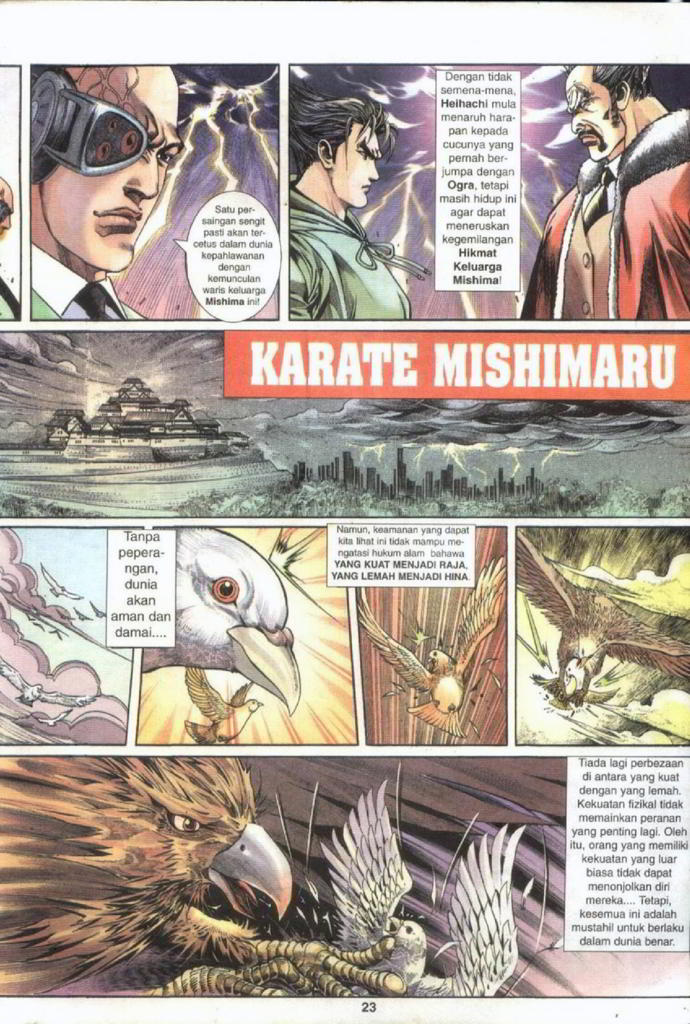 Satu per-
saingan sengit
pasti akan ter-
cetus dalam dunia
kepahlawanan
dengan
kemunculan
waris keluarga
Mishima ini!
Dengan tidak
semena-mena,
Heihachi mula
menaruh hara-
pan kepada
cucunya yang
pernah ber-
jumpa dengan
Ogra, tetapi
masih hidup ini
agar dapat
meneruskan
kegemilangan
Hikmat
Keluarga
Mishima!
KARATE MISHIMARU
Tanpa
pepera-
ngan,
dunia
akan
aman dan
damai....
Namun, keamanan yang dapat
kita lihat ini tidak mampu me-
ngatasi hukum alam bahawa
YANG KUAT MENJADI RAJA,
YANG LEMAH MENJADI HINA.
Tiada lagi perbezaan
di antara yang kuat
dengan yang lemah.
Kekuatan fizikal tidak
memainkan peranan
yang penting lagi. Oleh
itu, orang yang memiliki
kekuatan yang luar
biasa tidak dapat
menonjolkan diri
mereka.... Tetapi,
kesemua ini adalah
mustahil untuk berlaku
dalam dunia benar.
23